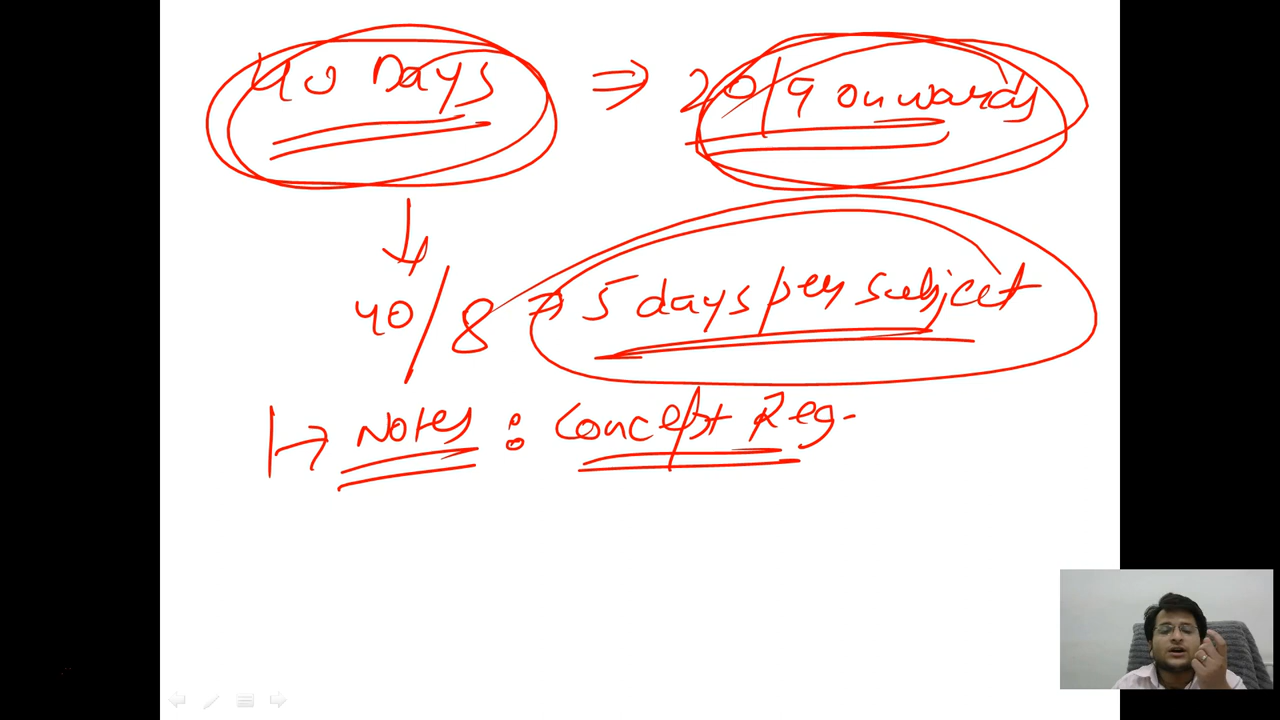 40 Days ⇒ 20/9 onwards
40/8 ⇒ 5 days per subject
↦ Notes : Concept Reg-